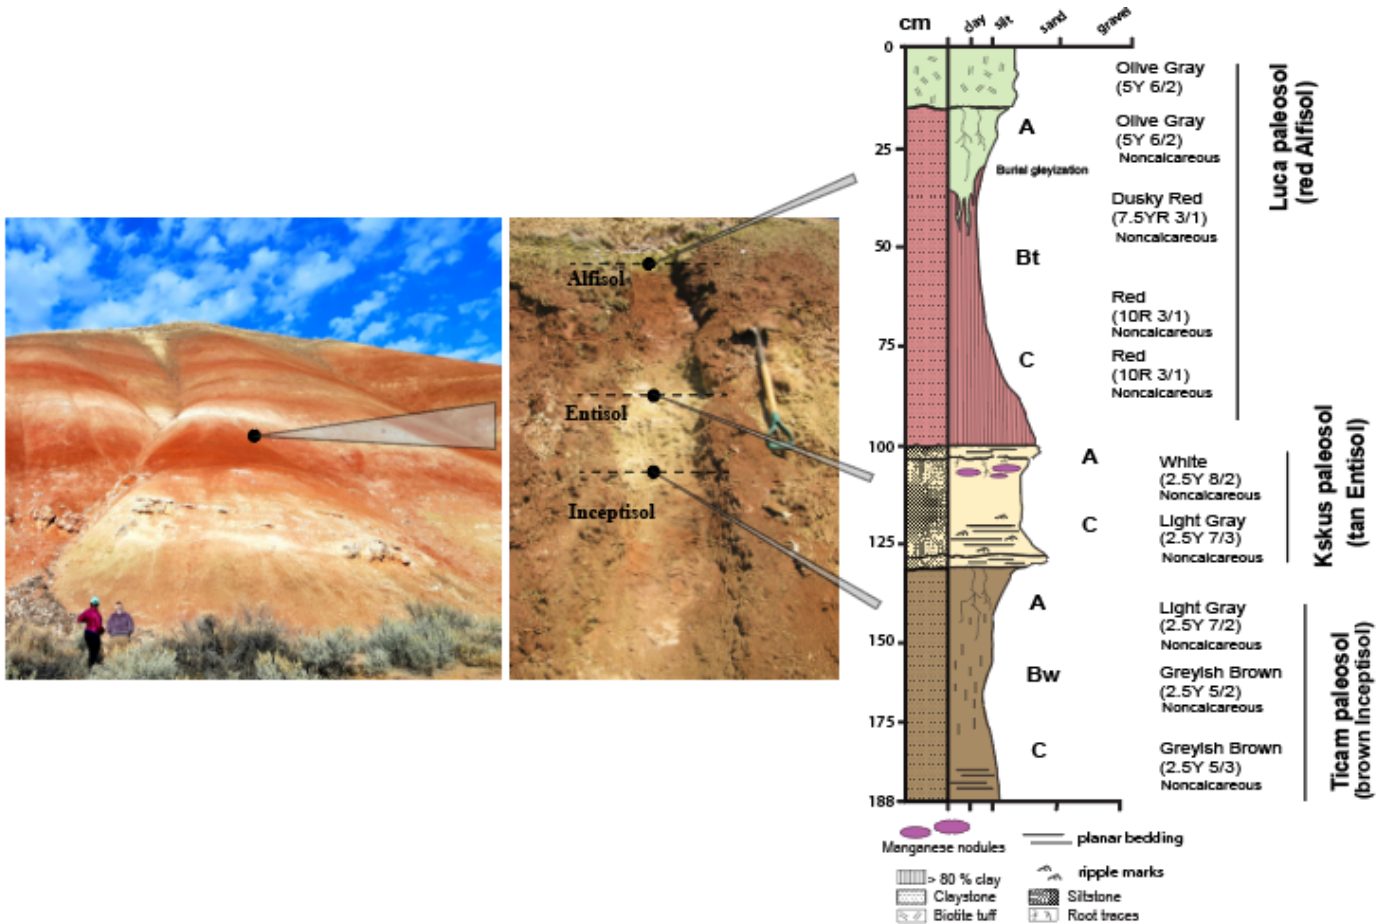 cm
clay
silt
sand
gravel
0
Olive Gray
(5Y 6/2)
A
Olive Gray
(5Y 6/2)
Noncalcareous
25
Burial gleyization
Dusky Red
(7.5YR 3/1)
Noncalcareous
50
Bt
Red
(10R 3/1)
Noncalcareous
75
C
Red
(10R 3/1)
Noncalcareous
100
Luca paleosol
(red Alfisol)
A
White
(2.5Y 8/2)
Noncalcareous
C
Light Gray
(2.5Y 7/3)
Noncalcareous
125
Kskus paleosol
(tan Entisol)
A
Light Gray
(2.5Y 7/2)
Noncalcareous
150
Bw
Greyish Brown
(2.5Y 5/2)
Noncalcareous
175
C
Greyish Brown
(2.5Y 5/3)
Noncalcareous
188
Ticam paleosol
(brown Inceptisol)
Alfisol
Entisol
Inceptisol
Manganese nodules
planar bedding
> 80 % clay
ripple marks
Claystone
Siltstone
Biotite tuff
Root traces